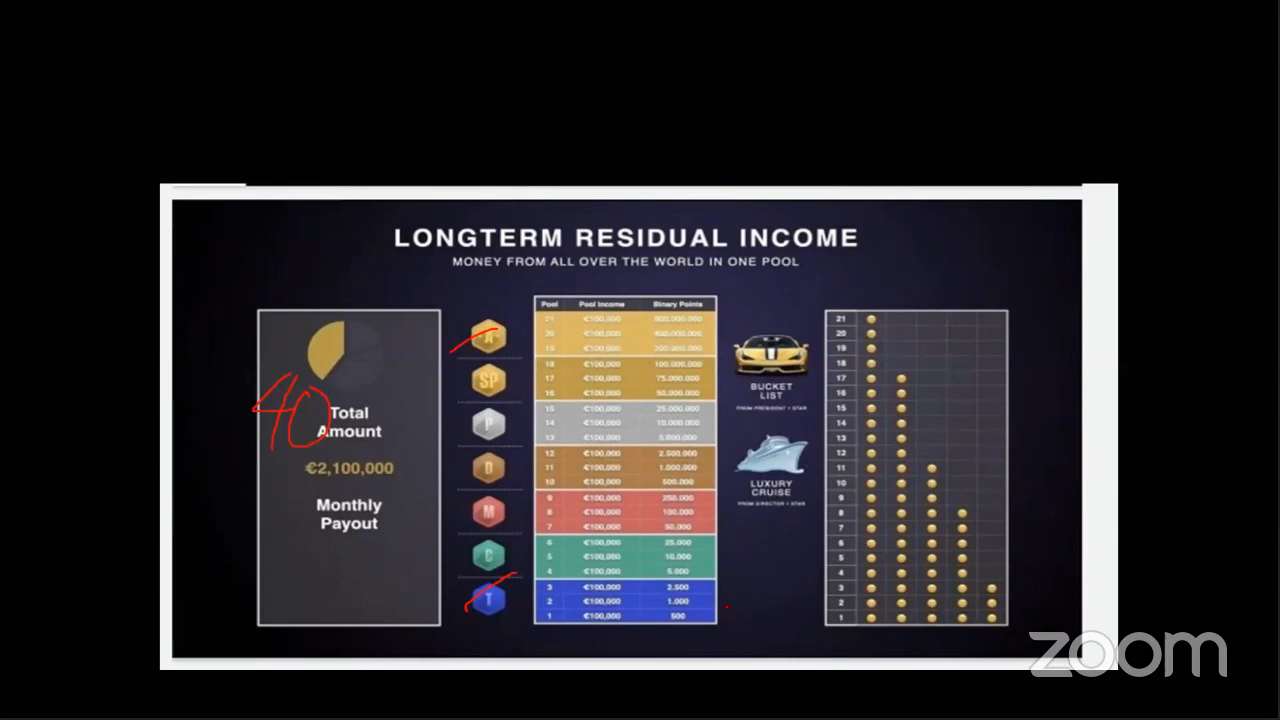 LONGTERM RESIDUAL INCOME
MONEY FROM ALL OVER THE WORLD IN ONE POOL
40
Total
Amount
€2,100,000
Monthly
Payout
A
SP
P
D
M
C
T
Pool Pool Income Binary Points
21 €100,000 800.000.000
20 €100,000 400.000.000
19 €100,000 200.000.000
18 €100,000 100.000.000
17 €100,000 75.000.000
16 €100,000 50.000.000
15 €100,000 25.000.000
14 €100,000 10.000.000
13 €100,000 5.000.000
12 €100,000 2.500.000
11 €100,000 1.000.000
10 €100,000 500.000
9 €100,000 250.000
8 €100,000 100.000
7 €100,000 50.000
6 €100,000 25.000
5 €100,000 10.000
4 €100,000 5.000
3 €100,000 2.500
2 €100,000 1.000
1 €100,000 500
BUCKET
LIST
FROM PRESIDENT 1 STAR
LUXURY
CRUISE
FROM DIRECTOR 1 STAR
21
20
19
18
17
16
15
14
13
12
11
10
9
8
7
6
5
4
3
2
1
zoom